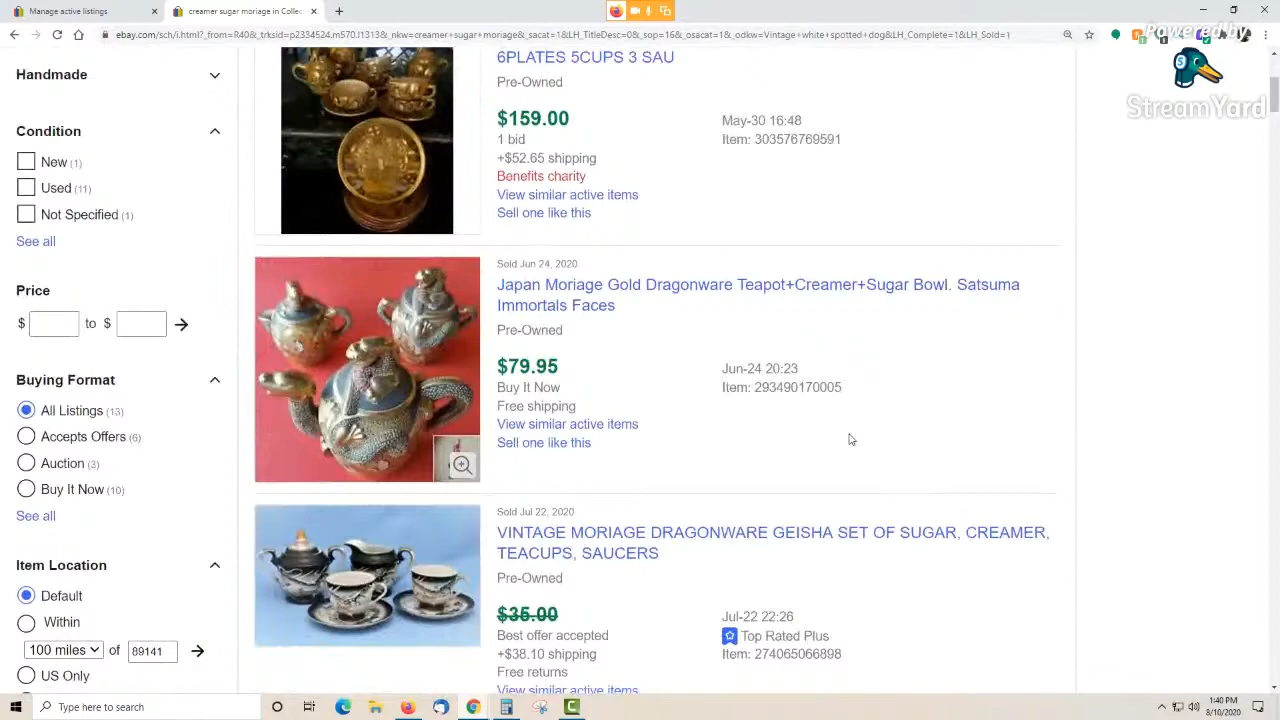 Manage active listings
creamer sugar moriage in Collec
ebay.com/sch/i.html?_from=R40&_trksid=p2334524.m570.l1313&_nkw=creamer+sugar+moriage&_sacat=1&LH_TitleDesc=0&_sop=16&_osacat=1&_odkw=Vintage+white+spotted+dog&LH_Complete=1&LH_Sold=1
Powered by
StreamYard
Handmade
Condition
New (1)
Used (11)
Not Specified (1)
See all
Price
$ to $
Buying Format
All Listings (13)
Accepts Offers (6)
Auction (3)
Buy It Now (10)
See all
Item Location
Default
Within
100 miles of 89141
US Only
6PLATES 5CUPS 3 SAU
Pre-Owned
$159.00
May-30 16:48
1 bid
Item: 303576769591
+$52.65 shipping
Benefits charity
View similar active items
Sell one like this
Sold Jun 24, 2020
Japan Moriage Gold Dragonware Teapot+Creamer+Sugar Bowl. Satsuma
Immortals Faces
Pre-Owned
$79.95
Jun-24 20:23
Buy It Now
Item: 293490170005
Free shipping
View similar active items
Sell one like this
Sold Jul 22, 2020
VINTAGE MORIAGE DRAGONWARE GEISHA SET OF SUGAR, CREAMER,
TEACUPS, SAUCERS
Pre-Owned
$35.00
Jul-22 22:26
Best offer accepted
Top Rated Plus
+$38.10 shipping
Item: 274065066898
Free returns
View similar active items
Type here to search
1:40 PM
8/10/2020